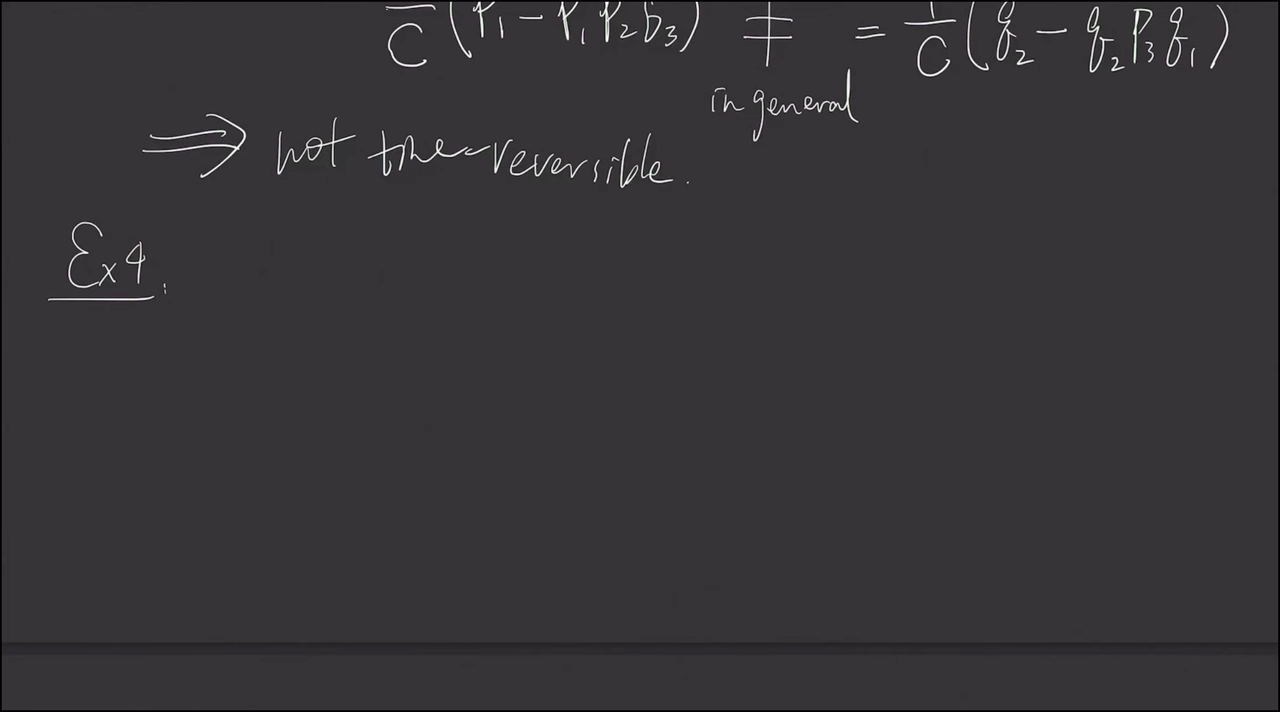 1/C (P₁ - P₁P₂P₃) ≠ = 1/C (q₂ - q₂P₃q₁)
in general
⟹ not time-reversible.
Ex4.